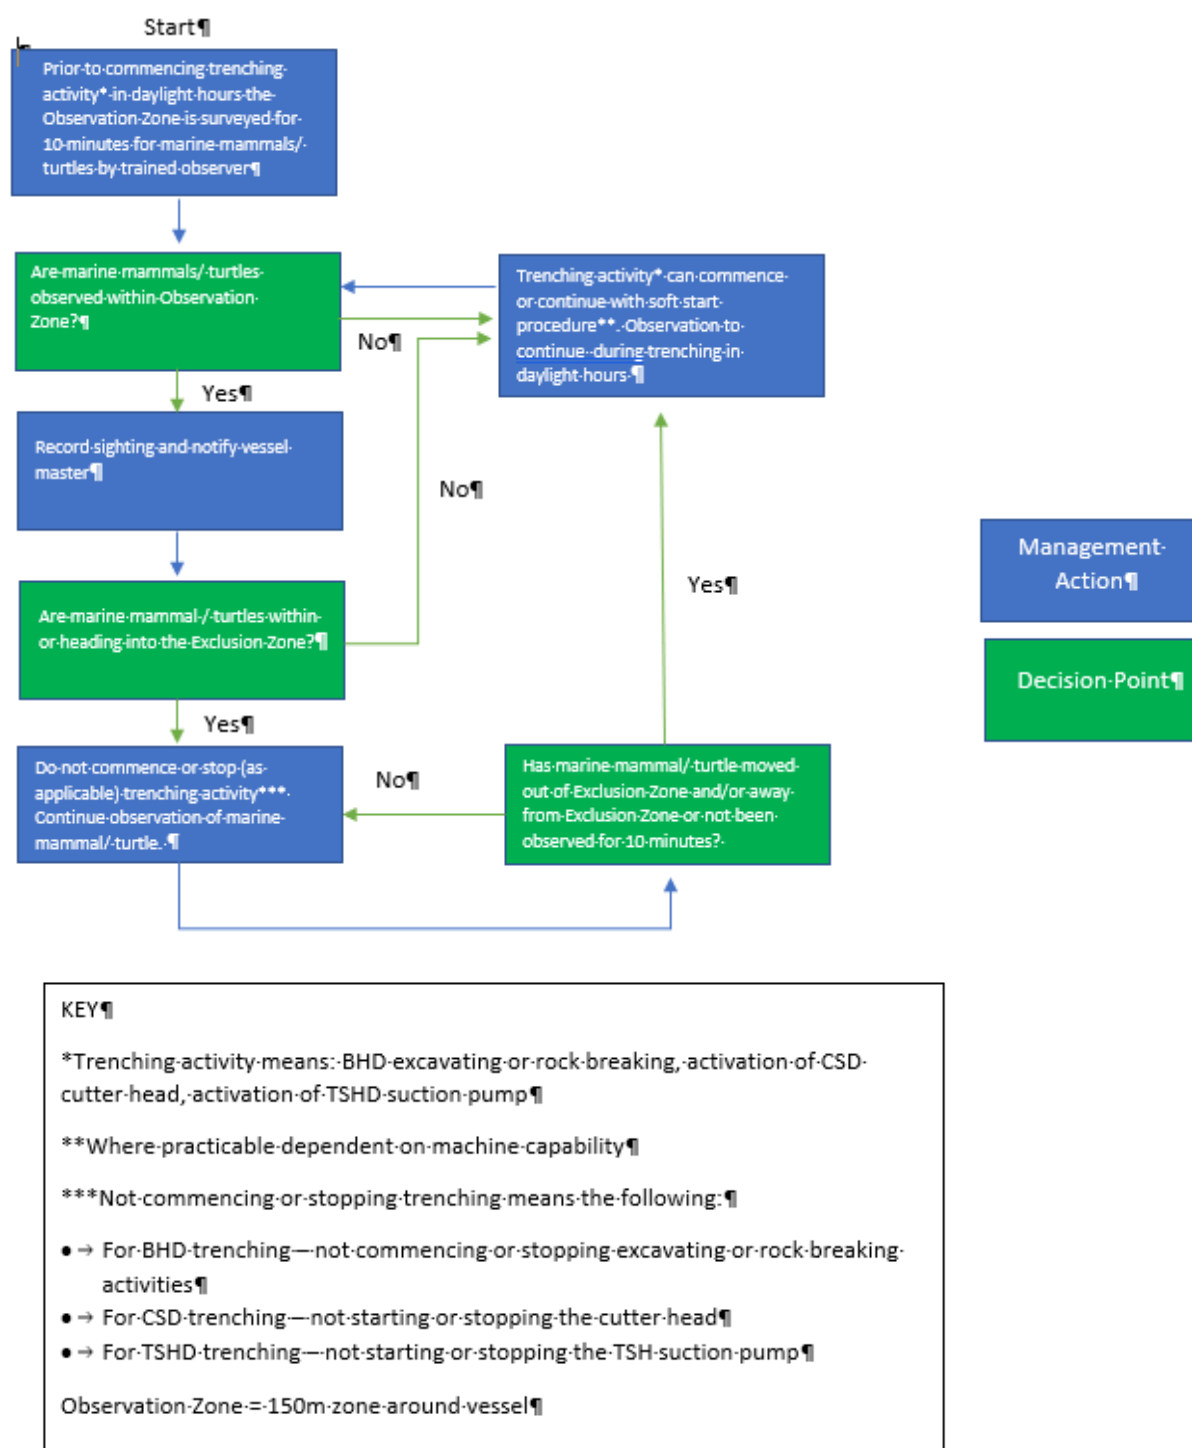 Start¶
Prior·to·commencing·trenching·
activity*·in·daylight·hours·the·
Observation·Zone·is·surveyed·for·
10·minutes·for·marine·mammals/·
turtles·by·trained·observer¶
Are·marine·mammals/·turtles·
observed·within·Observation·
Zone?¶
No¶
Trenching·activity*·can·commence·
or·continue·with·soft·start·
procedure**.·Observation·to·
continue··during·trenching·in·
daylight·hours·¶
Yes¶
Record·sighting·and·notify·vessel·
master¶
No¶
Are·marine·mammal·/·turtles·within·
or·heading·into·the·Exclusion·Zone?¶
Yes¶
Management·
Action¶
Decision·Point¶
Yes¶
Do·not·commence·or·stop·(as·
applicable)·trenching·activity***·
Continue·observation·of·marine·
mammal/·turtle.·¶
No¶
Has·marine·mammal/·turtle·moved·
out·of·Exclusion·Zone·and/or·away·
from·Exclusion·Zone·or·not·been·
observed·for·10·minutes?·
KEY¶
*Trenching·activity·means:·BHD·excavating·or·rock·breaking,·activation·of·CSD·
cutter·head,·activation·of·TSHD·suction·pump¶
**Where·practicable·dependent·on·machine·capability¶
***Not·commencing·or·stopping·trenching·means·the·following:¶
●→For·BHD·trenching·–·not·commencing·or·stopping·excavating·or·rock·breaking·
activities¶
●→For·CSD·trenching·–·not·starting·or·stopping·the·cutter·head¶
●→For·TSHD·trenching·–·not·starting·or·stopping·the·TSH·suction·pump¶
Observation·Zone·=·150m·zone·around·vessel¶